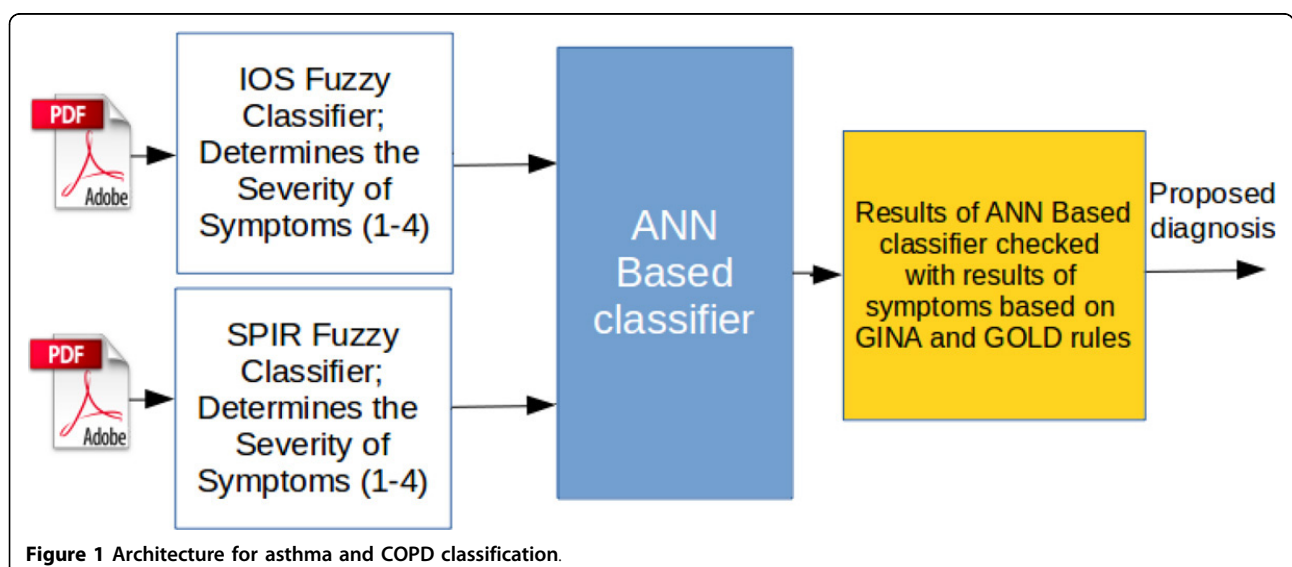 PDF
Adobe
IOS Fuzzy
Classifier;
Determines the
Severity of
Symptoms (1-4)
PDF
Adobe
SPIR Fuzzy
Classifier;
Determines the
Severity of
Symptoms (1-4)
ANN
Based
classifier
Results of ANN Based
classifier checked
with results of
symptoms based on
GINA and GOLD rules
Proposed
diagnosis
Figure 1 Architecture for asthma and COPD classification.